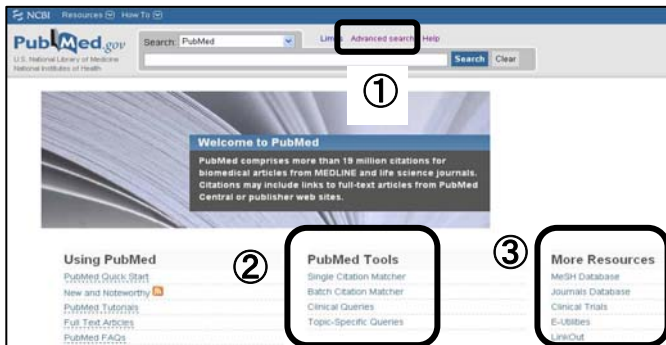 NCBI Resources How To
PubMed.gov
U.S. National Library of Medicine
National Institutes of Health
Search: PubMed
Limits Advanced search Help
Search Clear
①
Welcome to PubMed
PubMed comprises more than 19 million citations for
biomedical articles from MEDLINE and life science journals.
Citations may include links to full-text articles from PubMed
Central or publisher web sites.
Using PubMed
PubMed Quick Start
New and Noteworthy
PubMed Tutorials
Full Text Articles
PubMed FAQs
②
PubMed Tools
Single Citation Matcher
Batch Citation Matcher
Clinical Queries
Topic-Specific Queries
③
More Resources
MeSH Database
Journals Database
Clinical Trials
E-Utilities
LinkOut